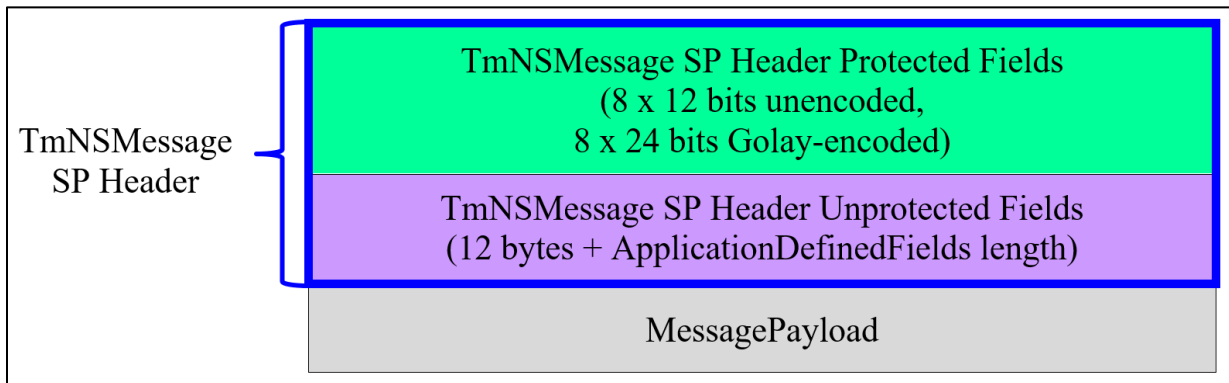 TmNSMessage
SP Header
TmNSMessage SP Header Protected Fields
(8 x 12 bits unencoded,
8 x 24 bits Golay-encoded)
TmNSMessage SP Header Unprotected Fields
(12 bytes + ApplicationDefinedFields length)
MessagePayload